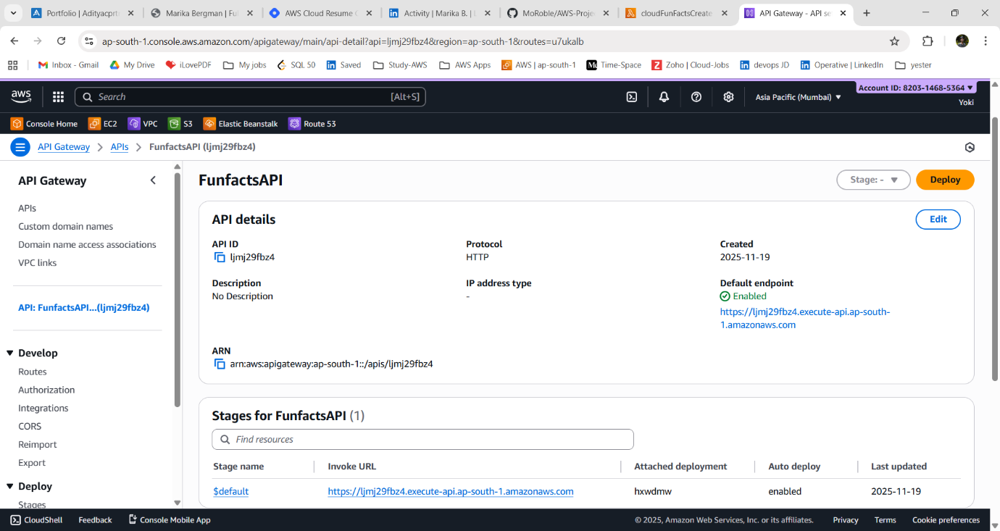 Portfolio | Adityacprt
Marika Bergman | Ful
AWS Cloud Resume C
Activity | Marika B. |
MoRoble/AWS-Projec
cloudFunFactsCreate
API Gateway - API se
ap-south-1.console.aws.amazon.com/apigateway/main/api-detail?api=ljmj29fbz4&region=ap-south-1&routes=u7ukalb
Inbox - Gmail My Drive iLovePDF My jobs SQL 50 Saved Study-AWS AWS Apps AWS | ap-south-1 Time-Space Zoho | Cloud-Jobs devops JD Operative | LinkedIn yester
aws Search [Alt+S] Asia Pacific (Mumbai) Account ID: 8203-1468-5364
Yoki
Console Home EC2 VPC S3 Elastic Beanstalk Route 53
API Gateway APIs FunfactsAPI (ljmj29fbz4)
API Gateway
APIs
Custom domain names
Domain name access associations
VPC links
API: FunfactsAPI...(ljmj29fbz4)
Develop
Routes
Authorization
Integrations
CORS
Reimport
Export
Deploy
Stages
FunfactsAPI
Stage: -
Deploy
API details
Edit
API ID
ljmj29fbz4
Protocol
HTTP
Created
2025-11-19
Description
No Description
IP address type
-
Default endpoint
Enabled
https://ljmj29fbz4.execute-api.ap-south-
1.amazonaws.com
ARN
arn:aws:apigateway:ap-south-1::/apis/ljmj29fbz4
Stages for FunfactsAPI (1)
Find resources
Stage name Invoke URL Attached deployment Auto deploy Last updated
$default https://ljmj29fbz4.execute-api.ap-south-1.amazonaws.com hxwdmw enabled 2025-11-19
CloudShell Feedback Console Mobile App © 2025, Amazon Web Services, Inc. or its affiliates. Privacy Terms Cookie preferences